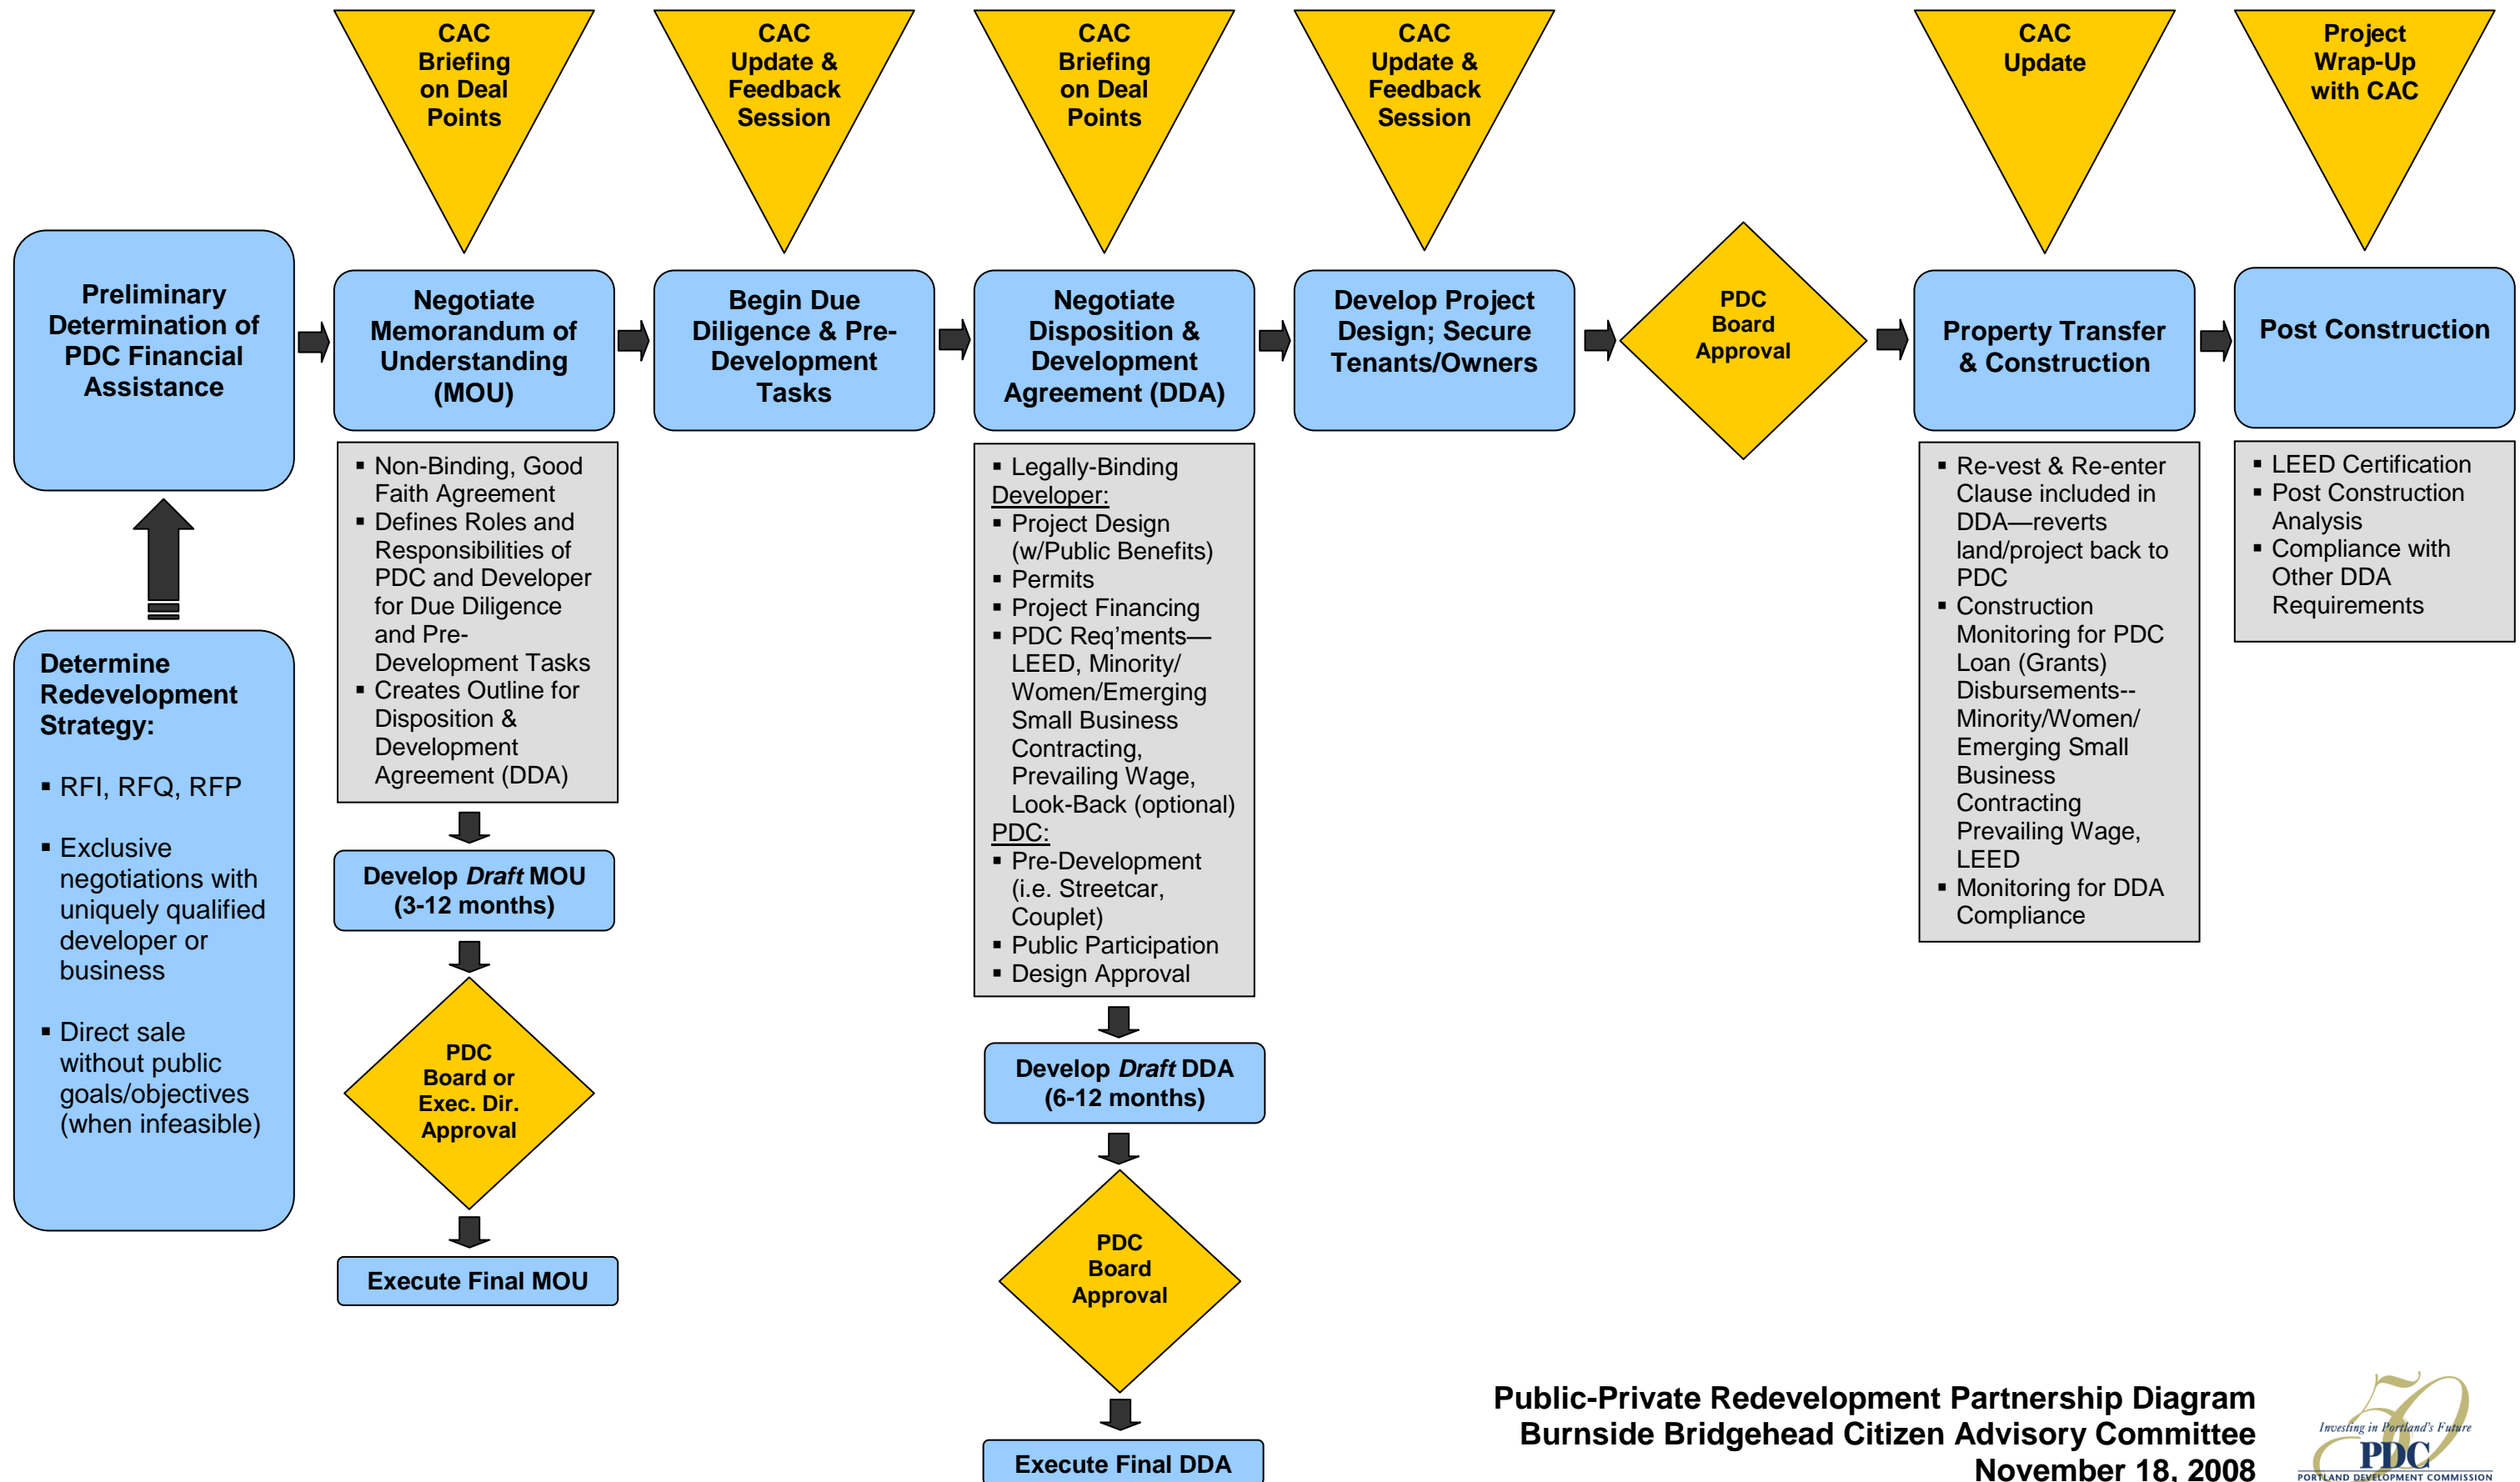 CAC
Briefing
on Deal
Points
CAC
Update &
Feedback
Session
CAC
Briefing
on Deal
Points
CAC
Update &
Feedback
Session
CAC
Update
Project
Wrap-Up
with CAC
Preliminary
Determination of
PDC Financial
Assistance
Negotiate
Memorandum of
Understanding
(MOU)
Begin Due
Diligence & Pre-
Development
Tasks
Negotiate
Disposition &
Development
Agreement (DDA)
Develop Project
Design; Secure
Tenants/Owners
PDC
Board
Approval
Property Transfer
& Construction
Post Construction
Determine
Redevelopment
Strategy:
▪ RFI, RFQ, RFP
▪ Exclusive
negotiations with
uniquely qualified
developer or
business
▪ Direct sale
without public
goals/objectives
(when infeasible)
▪ Non-Binding, Good
Faith Agreement
▪ Defines Roles and
Responsibilities of
PDC and Developer
for Due Diligence
and Pre-
Development Tasks
▪ Creates Outline for
Disposition &
Development
Agreement (DDA)
Develop Draft MOU
(3-12 months)
PDC
Board or
Exec. Dir.
Approval
Execute Final MOU
▪ Legally-Binding
Developer:
▪ Project Design
(w/Public Benefits)
▪ Permits
▪ Project Financing
▪ PDC Req’ments—
LEED, Minority/
Women/Emerging
Small Business
Contracting,
Prevailing Wage,
Look-Back (optional)
PDC:
▪ Pre-Development
(i.e. Streetcar,
Couplet)
▪ Public Participation
▪ Design Approval
Develop Draft DDA
(6-12 months)
PDC
Board
Approval
Execute Final DDA
▪ Re-vest & Re-enter
Clause included in
DDA—reverts
land/project back to
PDC
▪ Construction
Monitoring for PDC
Loan (Grants)
Disbursements--
Minority/Women/
Emerging Small
Business
Contracting
Prevailing Wage,
LEED
▪ Monitoring for DDA
Compliance
▪ LEED Certification
▪ Post Construction
Analysis
▪ Compliance with
Other DDA
Requirements
Public-Private Redevelopment Partnership Diagram
Burnside Bridgehead Citizen Advisory Committee
November 18, 2008
50
Investing in Portland's Future
PDC
PORTLAND DEVELOPMENT COMMISSION